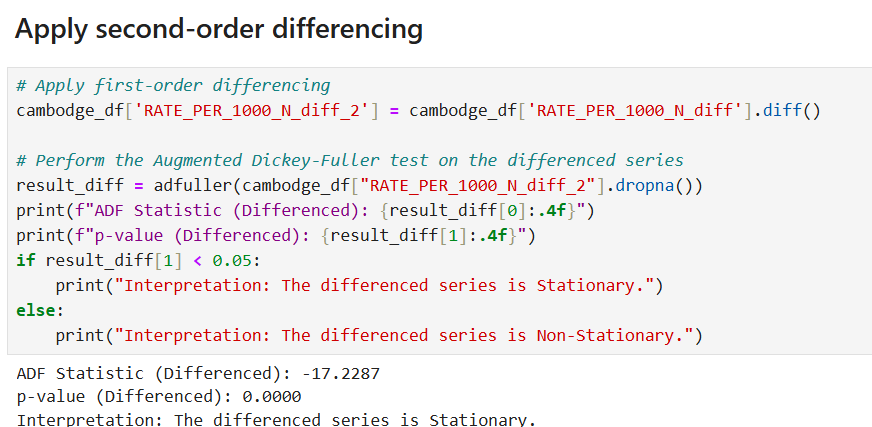 Apply second-order differencing
# Apply first-order differencing
cambodge_df['RATE_PER_1000_N_diff_2'] = cambodge_df['RATE_PER_1000_N_diff'].diff()
# Perform the Augmented Dickey-Fuller test on the differenced series
result_diff = adfuller(cambodge_df["RATE_PER_1000_N_diff_2"].dropna())
print(f"ADF Statistic (Differenced): {result_diff[0]:.4f}")
print(f"p-value (Differenced): {result_diff[1]:.4f}")
if result_diff[1] < 0.05:
    print("Interpretation: The differenced series is Stationary.")
else:
    print("Interpretation: The differenced series is Non-Stationary.")
ADF Statistic (Differenced): -17.2287
p-value (Differenced): 0.0000
Interpretation: The differenced series is Stationary.